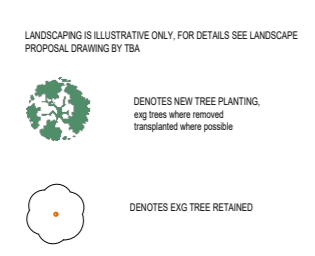 LANDSCAPING IS ILLUSTRATIVE ONLY, FOR DETAILS SEE LANDSCAPE
PROPOSAL DRAWING BY TBA
DENOTES NEW TREE PLANTING,
exg trees where removed
transplanted where possible
DENOTES EXG TREE RETAINED